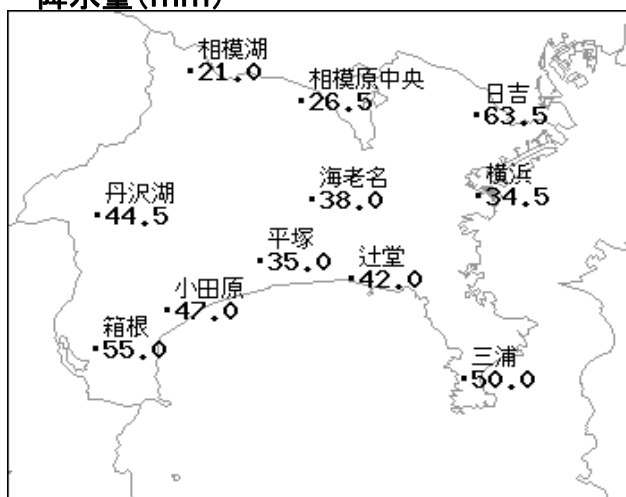 降水量(mm)
相模湖
21.0
相模原中央
26.5
日吉
63.5
丹沢湖
44.5
海老名
38.0
横浜
34.5
平塚
35.0
辻堂
42.0
小田原
47.0
箱根
55.0
三浦
50.0